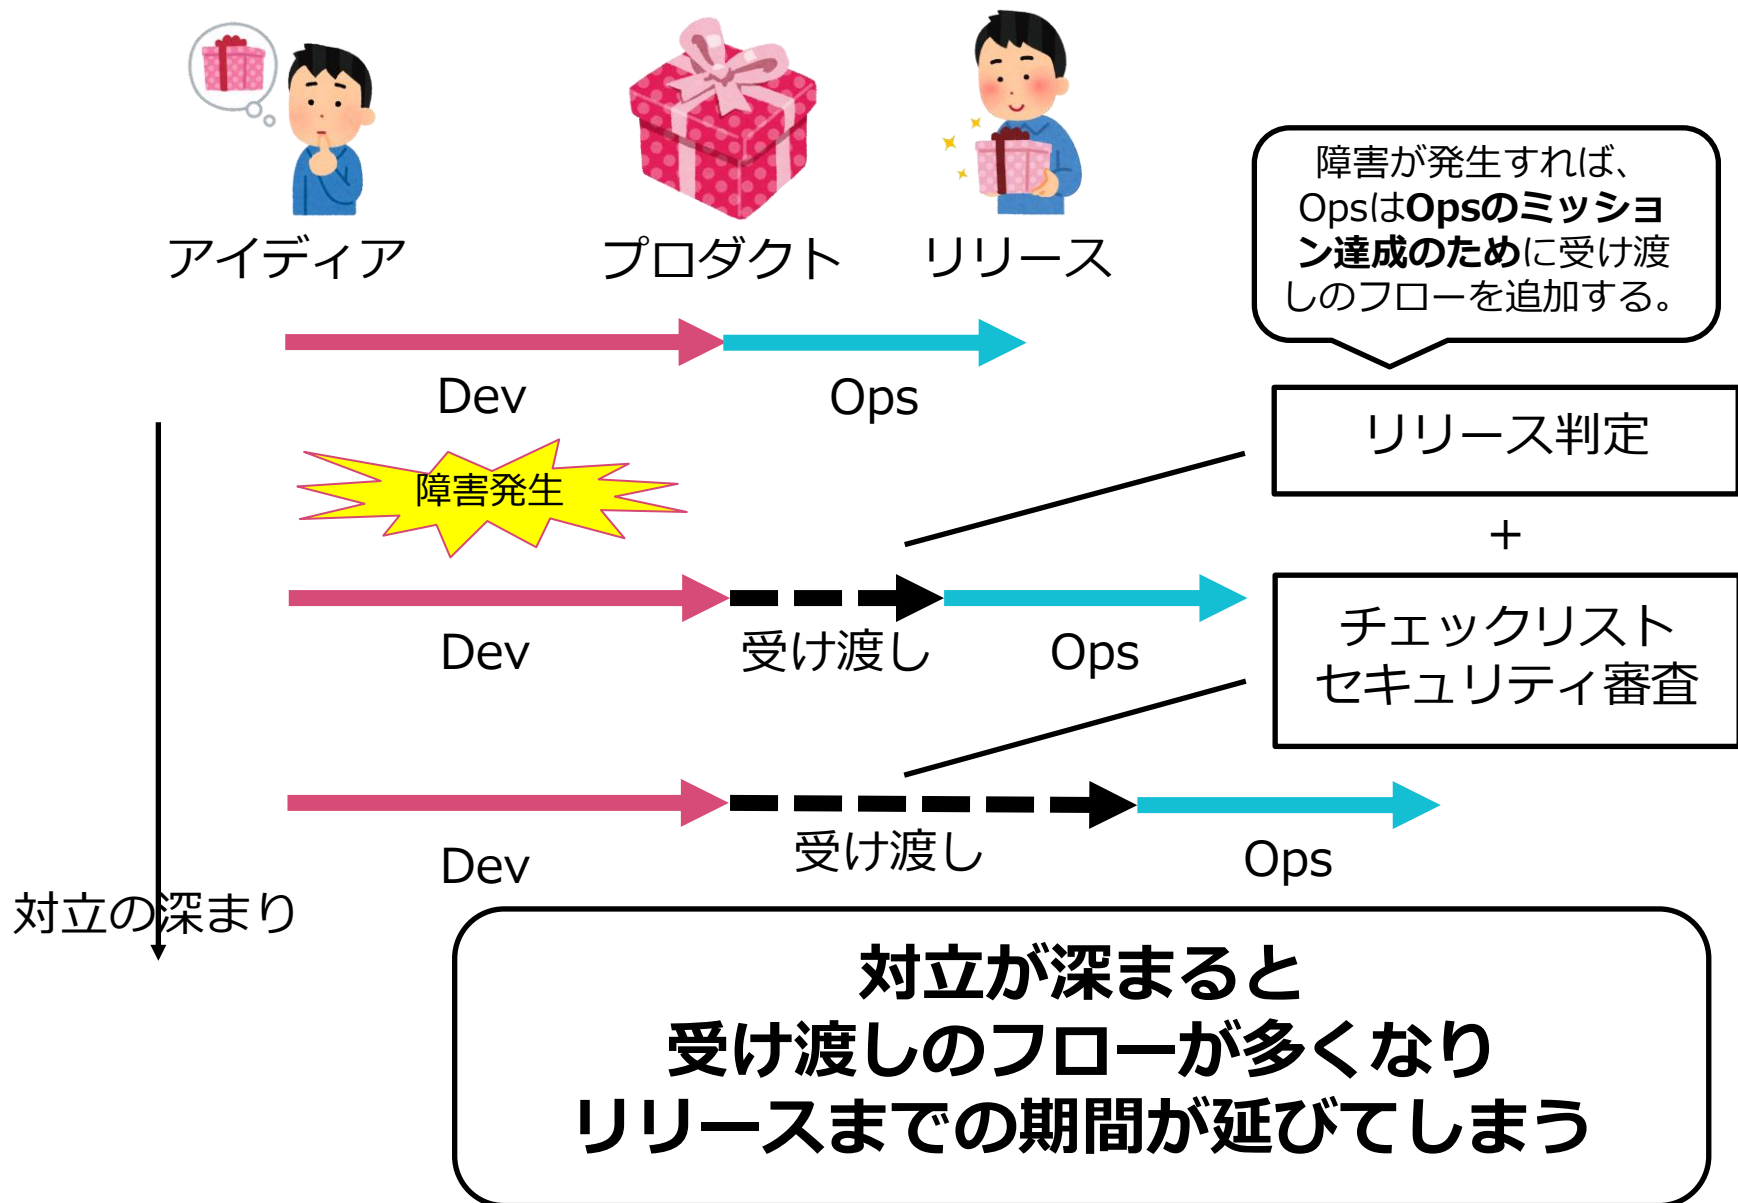 アイディア
プロダクト
リリース
障害が発生すれば、
OpsはOpsのミッショ
ン達成のために受け渡
しのフローを追加する。
Dev
Ops
リリース判定
障害発生
+
チェックリスト
セキュリティ審査
Dev
受け渡し
Ops
Dev
受け渡し
Ops
対立の深まり
対立が深まると
受け渡しのフローが多くなり
リリースまでの期間が延びてしまう